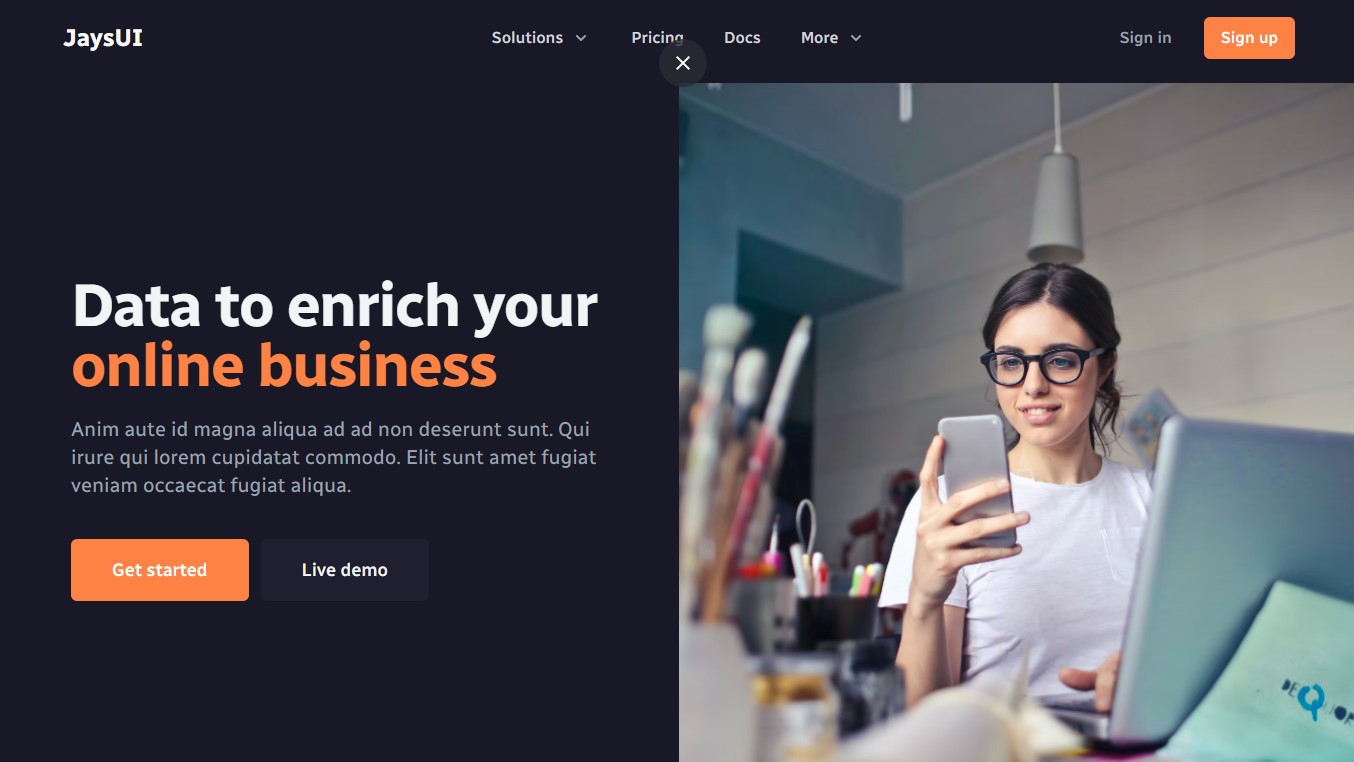 JaysUI
Solutions
Pricing
Docs
More
Sign in
Sign up
Data to enrich your
online business
Anim aute id magna aliqua ad ad non deserunt sunt. Qui
irure qui lorem cupidatat commodo. Elit sunt amet fugiat
veniam occaecat fugiat aliqua.
Get started
Live demo